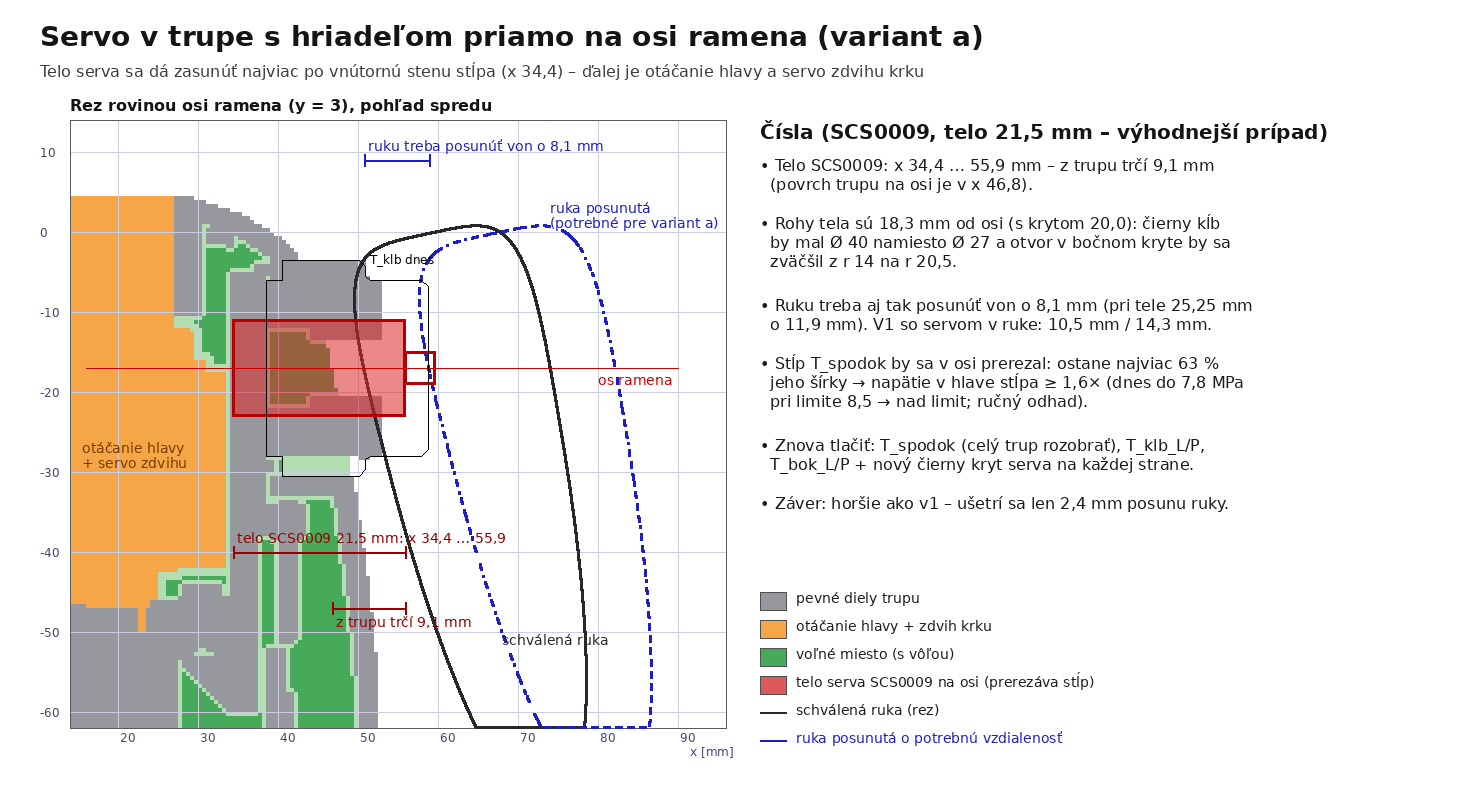 Servo v trupe s hriadeľom priamo na osi ramena (variant a)
Telo serva sa dá zasunúť najviac po vnútornú stenu stĺpa (x 34,4) – ďalej je otáčanie hlavy a servo zdvihu krku
Rez rovinou osi ramena (y = 3), pohľad spredu
ruku treba posunúť von o 8,1 mm
ruka posunutá
(potrebné pre variant a)
T_klb dnes
os ramena
otáčanie hlavy
+ servo zdvihu
telo SCS0009 21,5 mm: x 34,4 … 55,9
z trupu trčí 9,1 mm
schválená ruka
10
0
-10
-20
-30
-40
-50
-60
20
30
40
50
60
70
80
90
x [mm]
Čísla (SCS0009, telo 21,5 mm – výhodnejší prípad)
• Telo SCS0009: x 34,4 … 55,9 mm – z trupu trčí 9,1 mm
(povrch trupu na osi je v x 46,8).
• Rohy tela sú 18,3 mm od osi (s krytom 20,0): čierny kĺb
by mal Ø 40 namiesto Ø 27 a otvor v bočnom kryte by sa
zväčšil z r 14 na r 20,5.
• Ruku treba aj tak posunúť von o 8,1 mm (pri tele 25,25 mm
o 11,9 mm). V1 so servom v ruke: 10,5 mm / 14,3 mm.
• Stĺp T_spodok by sa v osi prerezal: ostane najviac 63 %
jeho šírky → napätie v hlave stĺpa ≥ 1,6× (dnes do 7,8 MPa
pri limite 8,5 → nad limit; ručný odhad).
• Znova tlačiť: T_spodok (celý trup rozobrať), T_klb_L/P,
T_bok_L/P + nový čierny kryt serva na každej strane.
• Záver: horšie ako v1 – ušetrí sa len 2,4 mm posunu ruky.
pevné diely trupu
otáčanie hlavy + zdvih krku
voľné miesto (s vôľou)
telo serva SCS0009 na osi (prerezáva stĺp)
schválená ruka (rez)
ruka posunutá o potrebnú vzdialenosť